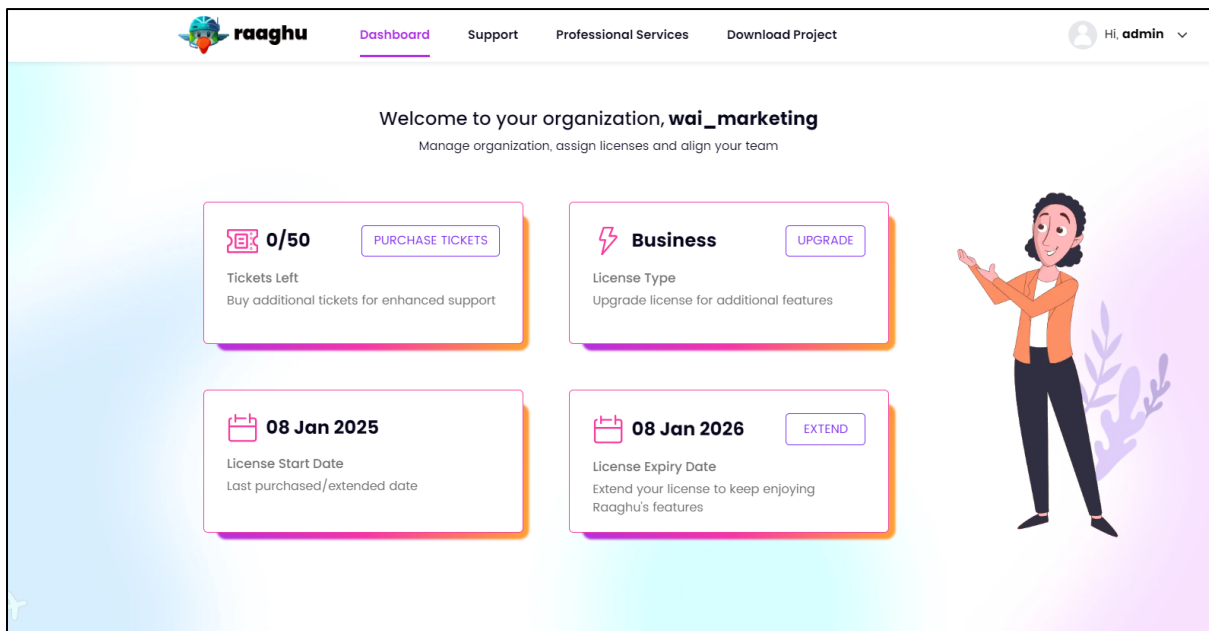 raaghu Dashboard Support Professional Services Download Project Hi, admin
Welcome to your organization, wai_marketing
Manage organization, assign licenses and align your team
0/50 PURCHASE TICKETS
Tickets Left
Buy additional tickets for enhanced support
Business UPGRADE
License Type
Upgrade license for additional features
08 Jan 2025
License Start Date
Last purchased/extended date
08 Jan 2026 EXTEND
License Expiry Date
Extend your license to keep enjoying
Raaghu's features